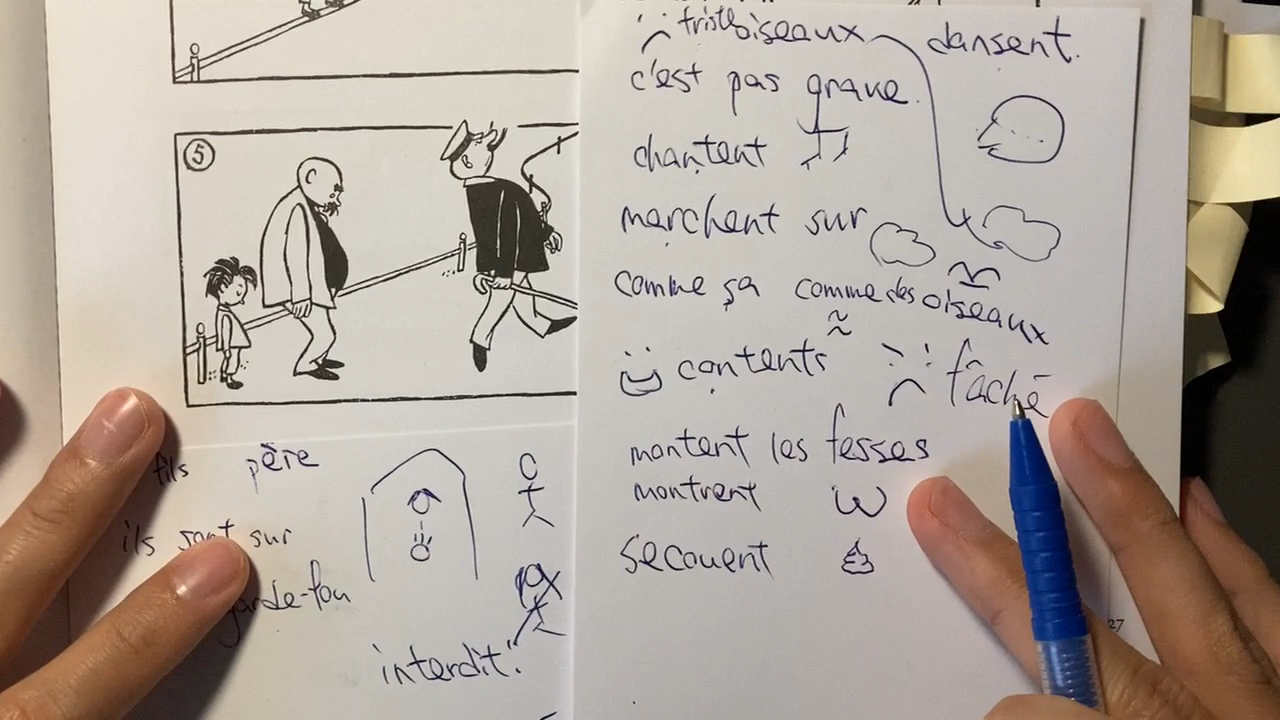 5
fils père
ils sont sur
garde-fou
interdit.
triste oiseaux dansent.
c'est pas grave.
chantent
marchent sur
comme ça comme des oiseaux
contents fâché
montent les fesses
montrent
secouent
27